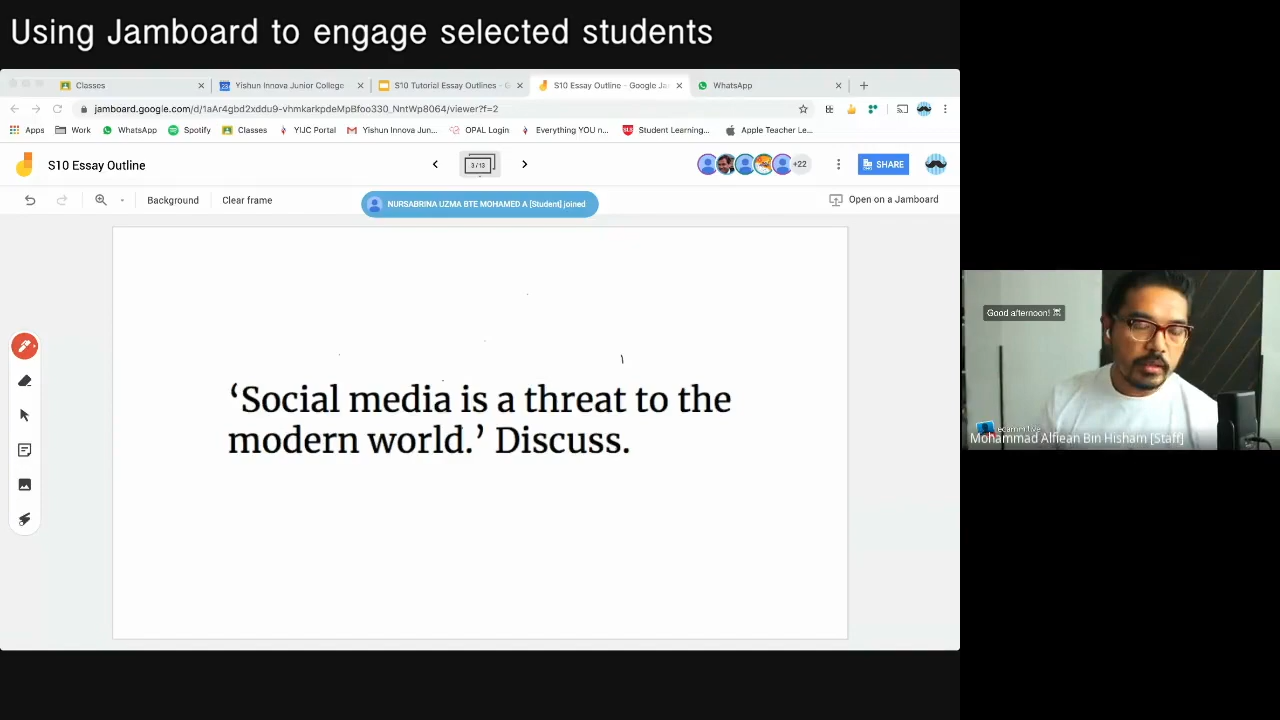 Using Jamboard to engage selected students
Classes
Yishun Innova Junior College
S10 Tutorial Essay Outlines - G
S10 Essay Outline - Google Ja
WhatsApp
jamboard.google.com/d/1aAr4gbd2xddu9-vhmkarkpdeMpBfoo330_NntWp8064/viewer?f=2
Apps Work WhatsApp Spotify Classes YIJC Portal Yishun Innova Jun... OPAL Login Everything YOU n... Student Learning... Apple Teacher Le...
S10 Essay Outline
3 / 13
+22
SHARE
Background
Clear frame
NURSABRINA UZMA BTE MOHAMED A [Student] joined
Open on a Jamboard
‘Social media is a threat to the
modern world.’ Discuss.
Good afternoon!
ecamm live
Mohammad Alfiean Bin Hisham [Staff]